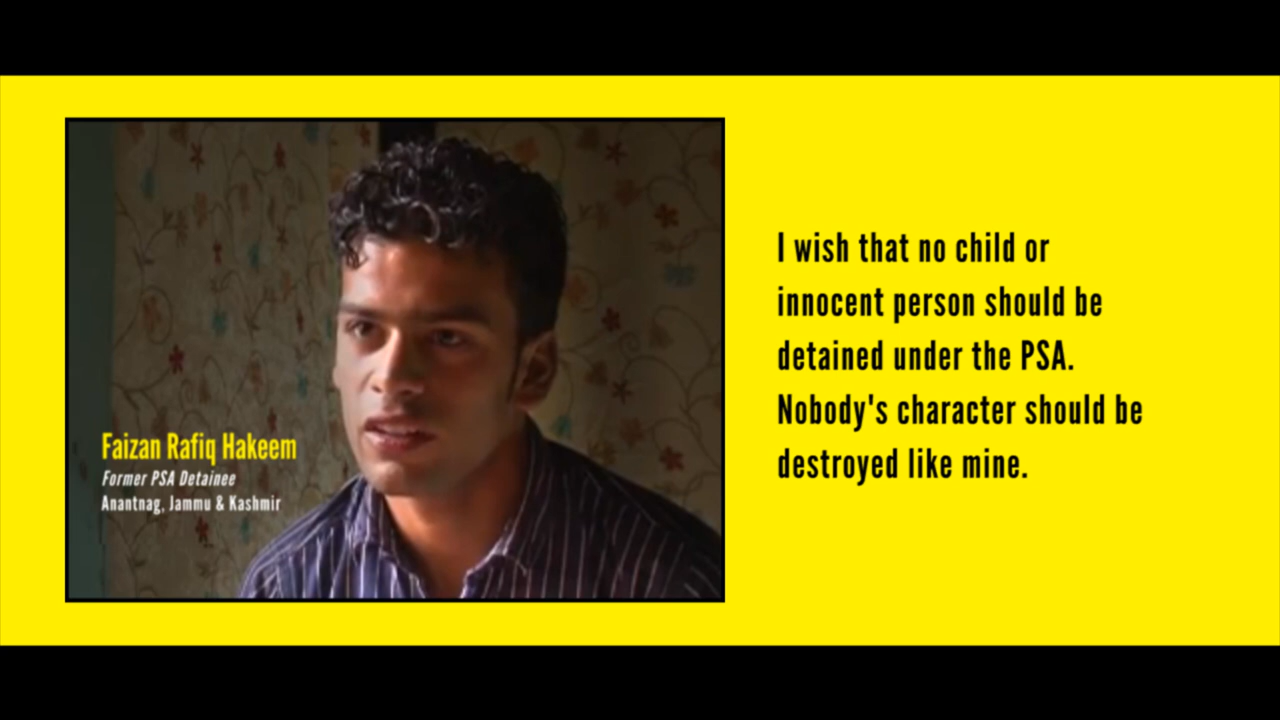 Faizan Rafiq Hakeem
Former PSA Detainee
Anantnag, Jammu & Kashmir
I wish that no child or
innocent person should be
detained under the PSA.
Nobody's character should be
destroyed like mine.